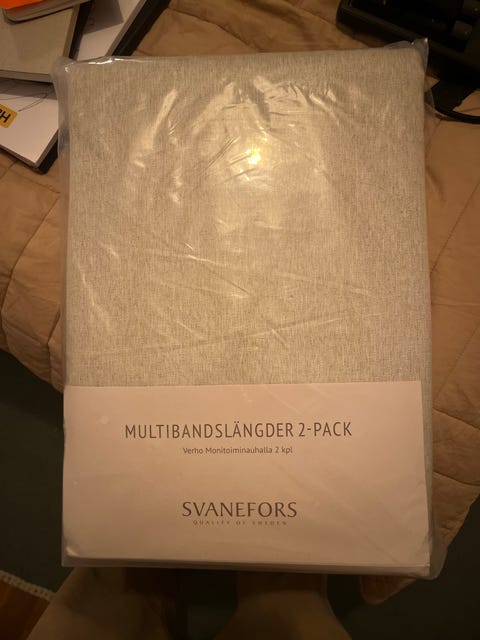 MULTIBANDSLÄNGDER 2-PACK
Verho Monitoiminauhalla 2 kpl
SVANEFORS
QUALITY OF SWEDEN